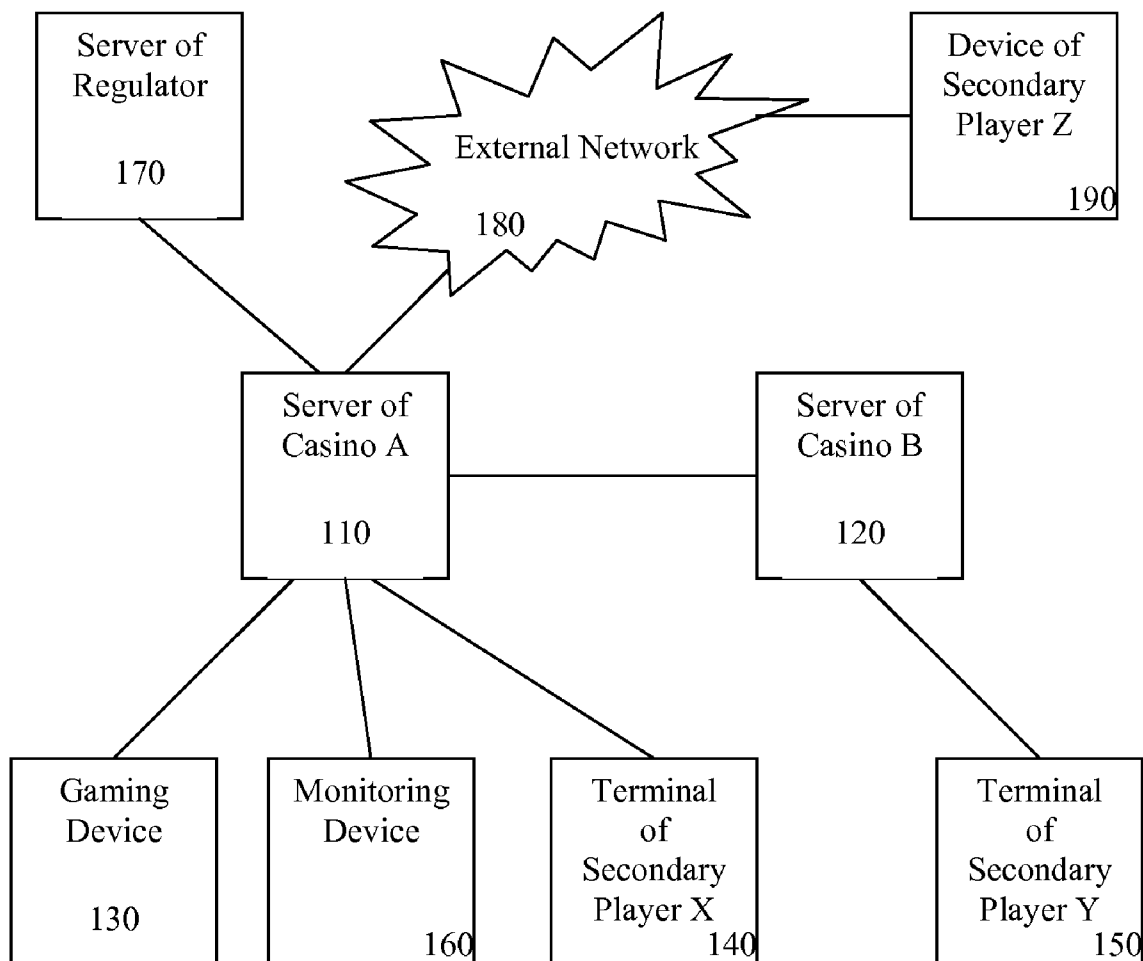 Server of
Regulator
170
External Network
180
Device of
Secondary
Player Z
190
Server of
Casino A
110
Server of
Casino B
120
Gaming
Device
130
Monitoring
Device
160
Terminal
of
Secondary
Player X
140
Terminal
of
Secondary
Player Y
150